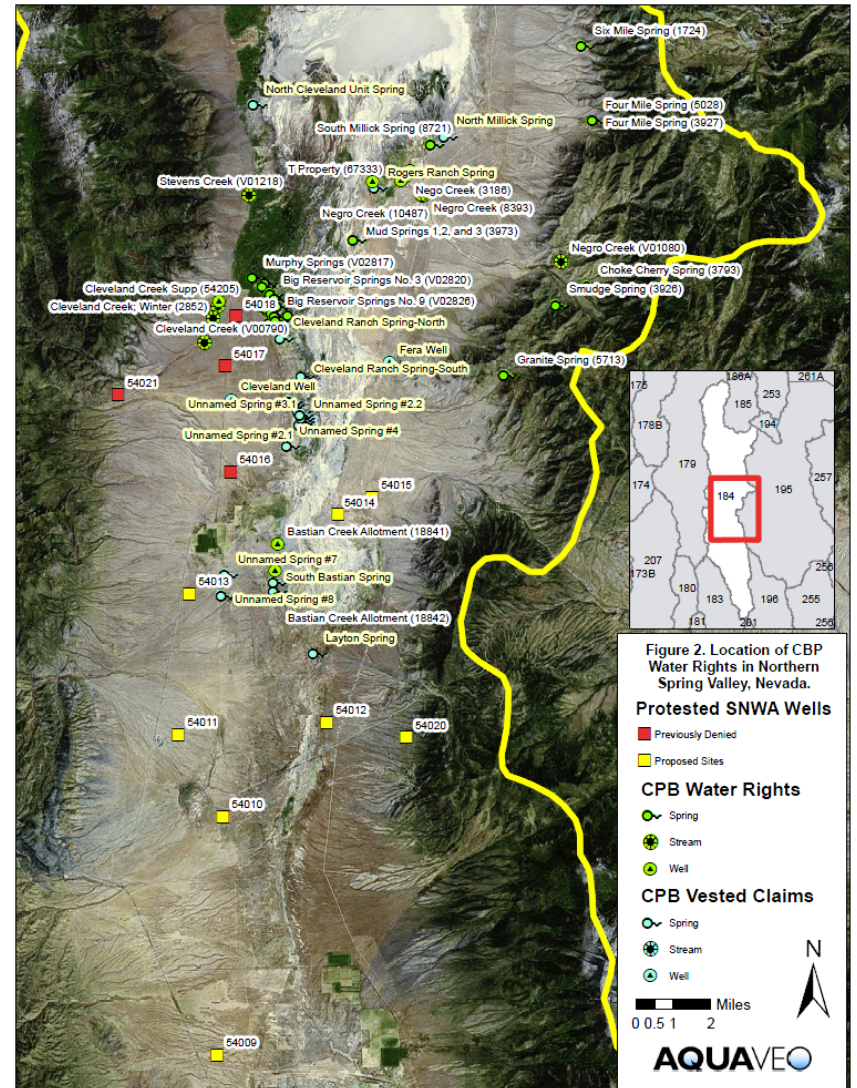 Six Mile Spring (1724)
North Cleveland Unit Spring
Four Mile Spring (5028)
North Millick Spring
South Millick Spring (8721)
Four Mile Spring (3927)
T Property (67333)
Rogers Ranch Spring
Stevens Creek (V01218)
Nego Creek (3186)
Negro Creek (8393)
Negro Creek (10487)
Mud Springs 1,2, and 3 (3973)
Negro Creek (V01080)
Murphy Springs (V02817)
Choke Cherry Spring (3793)
Big Reservoir Springs No. 3 (V02820)
Cleveland Creek Supp (54205)
Smudge Spring (3926)
Big Reservoir Springs No. 9 (V02826)
Cleveland Creek; Winter (2852)
54018
Cleveland Ranch Spring-North
Cleveland Creek (V00790)
Fera Well
54017
Granite Spring (5713)
Cleveland Ranch Spring-South
54021
Cleveland Well
Unnamed Spring #3.1
Unnamed Spring #2.2
Unnamed Spring #4
Unnamed Spring #2.1
54016
54015
54014
Bastian Creek Allotment (18841)
Unnamed Spring #7
54013
South Bastian Spring
Unnamed Spring #8
Bastian Creek Allotment (18842)
Layton Spring
54012
54011
54020
54010
54009
175
186A
261A
185
253
194
178B
179
257
174
184
195
207
173B
180
183
196
255
256
181
201
256
Figure 2. Location of CBP
Water Rights in Northern
Spring Valley, Nevada.
Protested SNWA Wells
Previously Denied
Proposed Sites
CPB Water Rights
Spring
Stream
Well
CPB Vested Claims
Spring
Stream
Well
N
Miles
0 0.5 1 2
AQUAVEO